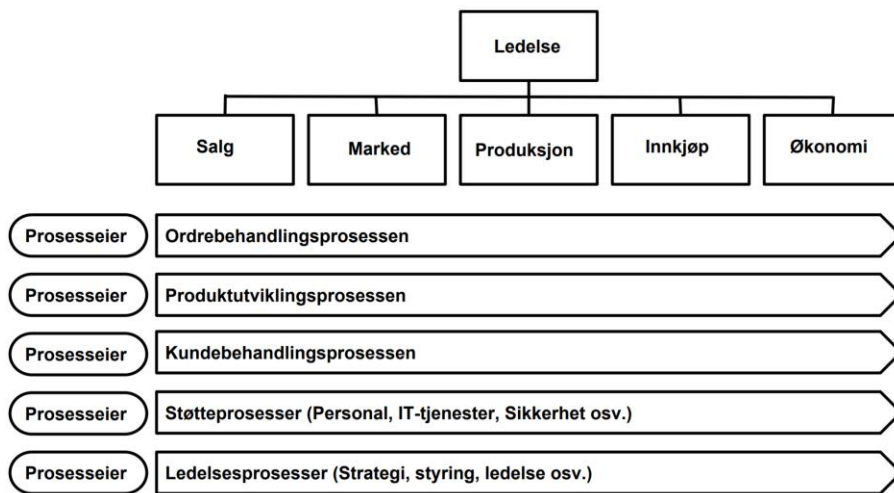 Ledelse
Salg
Marked
Produksjon
Innkjøp
Økonomi
Prosesseier
Ordrebehandlingsprosessen
Prosesseier
Produktutviklingsprosessen
Prosesseier
Kundebehandlingsprosessen
Prosesseier
Støtteprosesser (Personal, IT-tjenester, Sikkerhet osv.)
Prosesseier
Ledelsesprosesser (Strategi, styring, ledelse osv.)